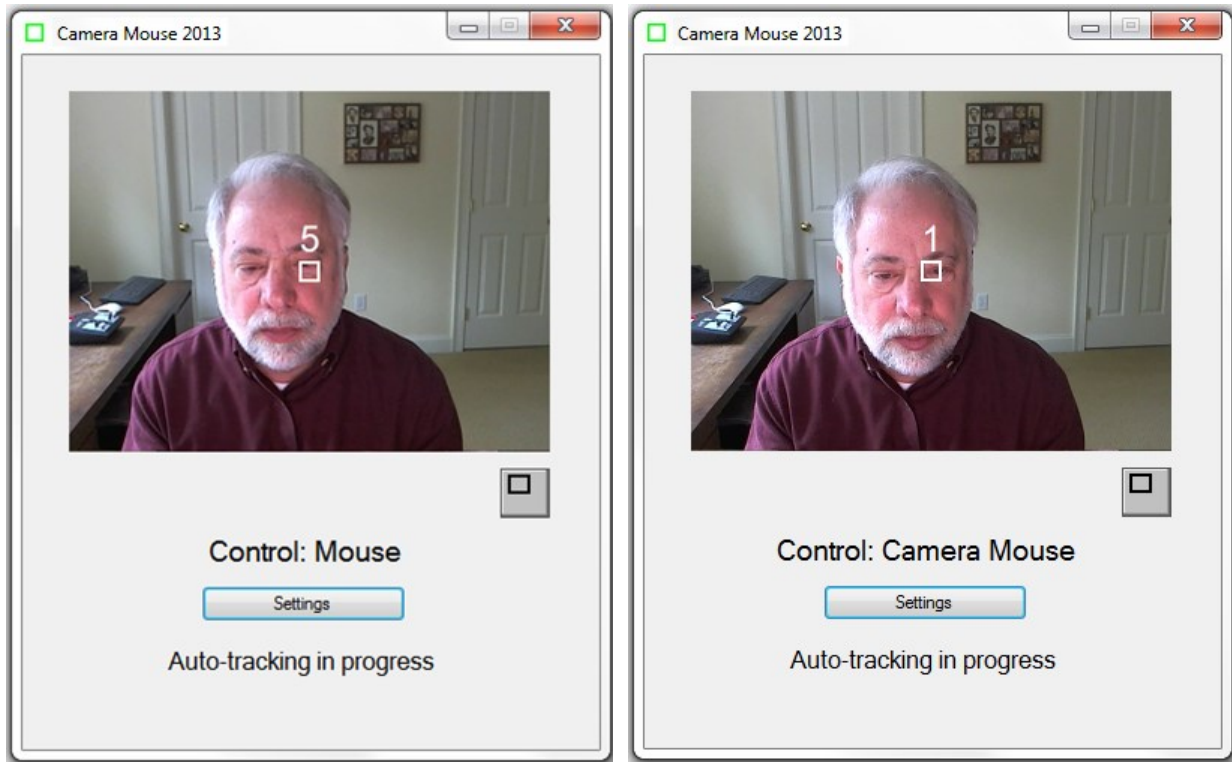 Camera Mouse 2013
5
Control: Mouse
Settings
Auto-tracking in progress
Camera Mouse 2013
1
Control: Camera Mouse
Settings
Auto-tracking in progress